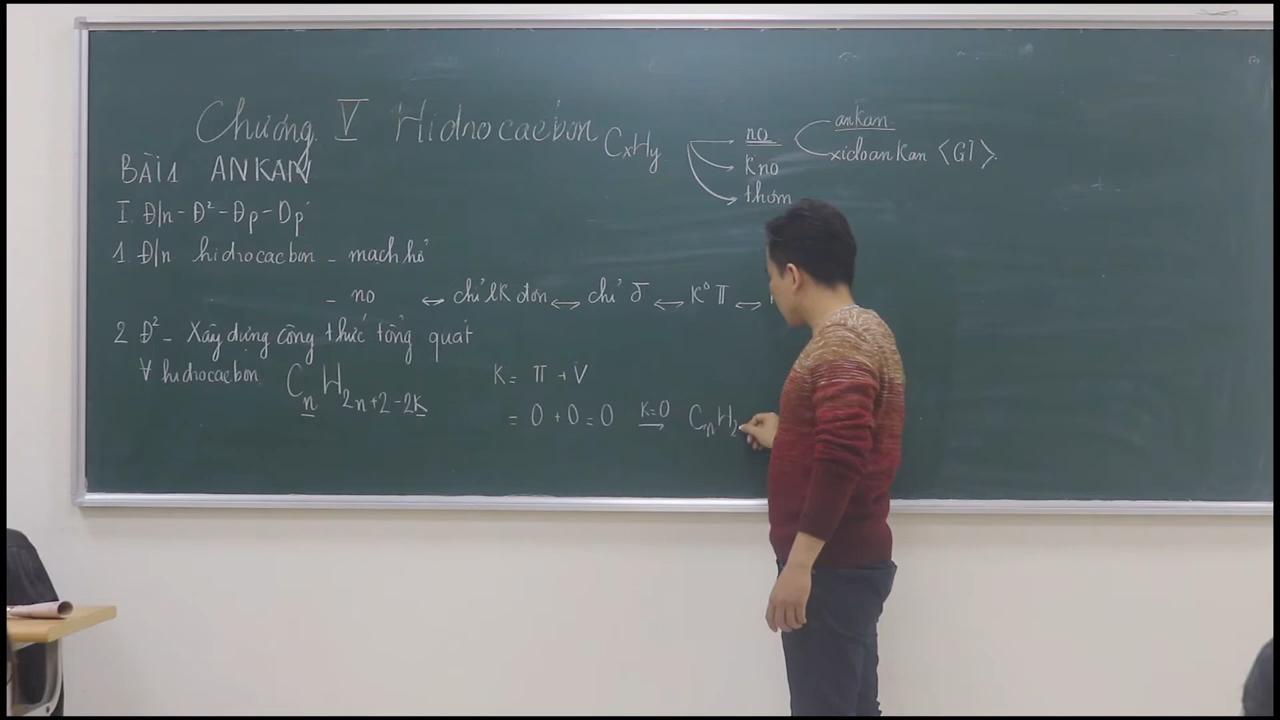 Chương V Hidrocacbon CxHy → no ankan
xicloankan <GT>.
→ kno
→ thơm
BÀI 1 ANKAN
I. Đ/n - Đ² - Đp - Dp'
1. Đ/n hidrocacbon - mạch hở
- no ⇔ chỉ lk đơn ⇔ chỉ δ ⇔ K° π ⇔
2 Đ² - Xây dựng công thức tổng quát
∀ hidrocacbon CnH2n+2-2k K = π + V
= 0 + 0 = 0 K=0 → CnH2